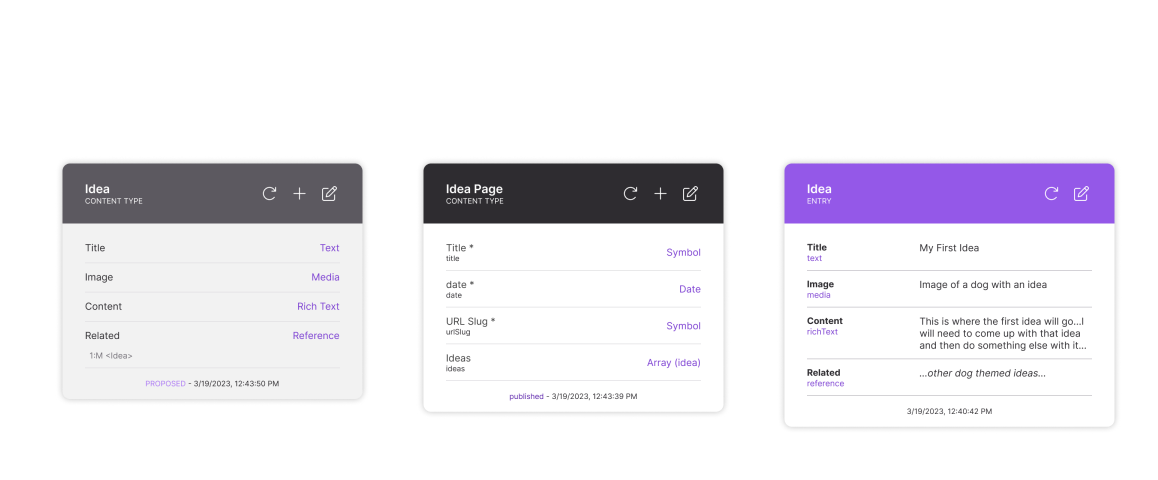 Idea
CONTENT TYPE
Title Text
Image Media
Content Rich Text
Related Reference
1:M <Idea>
PROPOSED - 3/19/2023, 12:43:50 PM
Idea Page
CONTENT TYPE
Title *
title
Symbol
date *
date
Date
URL Slug *
urlSlug
Symbol
Ideas
ideas
Array (idea)
published - 3/19/2023, 12:43:39 PM
Idea
ENTRY
Title
text
My First Idea
Image
media
Image of a dog with an idea
Content
richText
This is where the first idea will go...I
will need to come up with that idea
and then do something else with it...
Related
reference
...other dog themed ideas...
3/19/2023, 12:40:42 PM